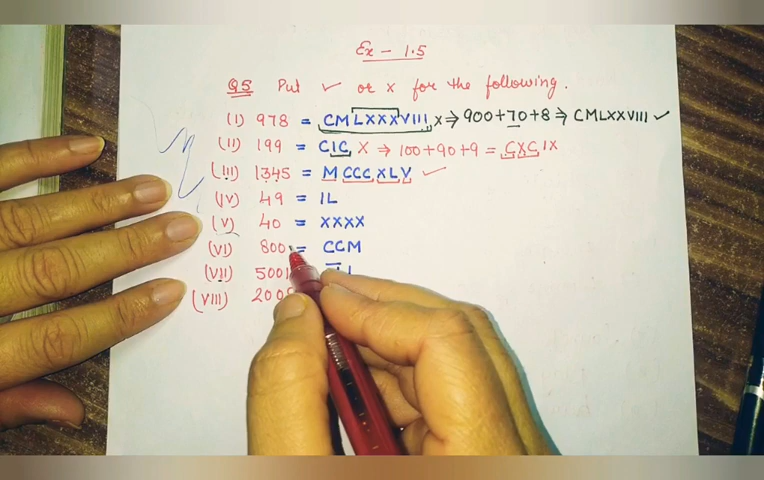 Ex - 1.5
Q5 Put ✓ or x for the following.
(I) 978 = CMLXXXVIII x ⇒ 900+70+8 ⇒ CMLXXVIII ✓
(II) 199 = CIC x ⇒ 100+90+9 = CXCIX
(III) 1345 = MCCCXLV ✓
(IV) 49 = IL
(V) 40 = XXXX
(VI) 800 = CCM
(VII) 5001
(VIII)